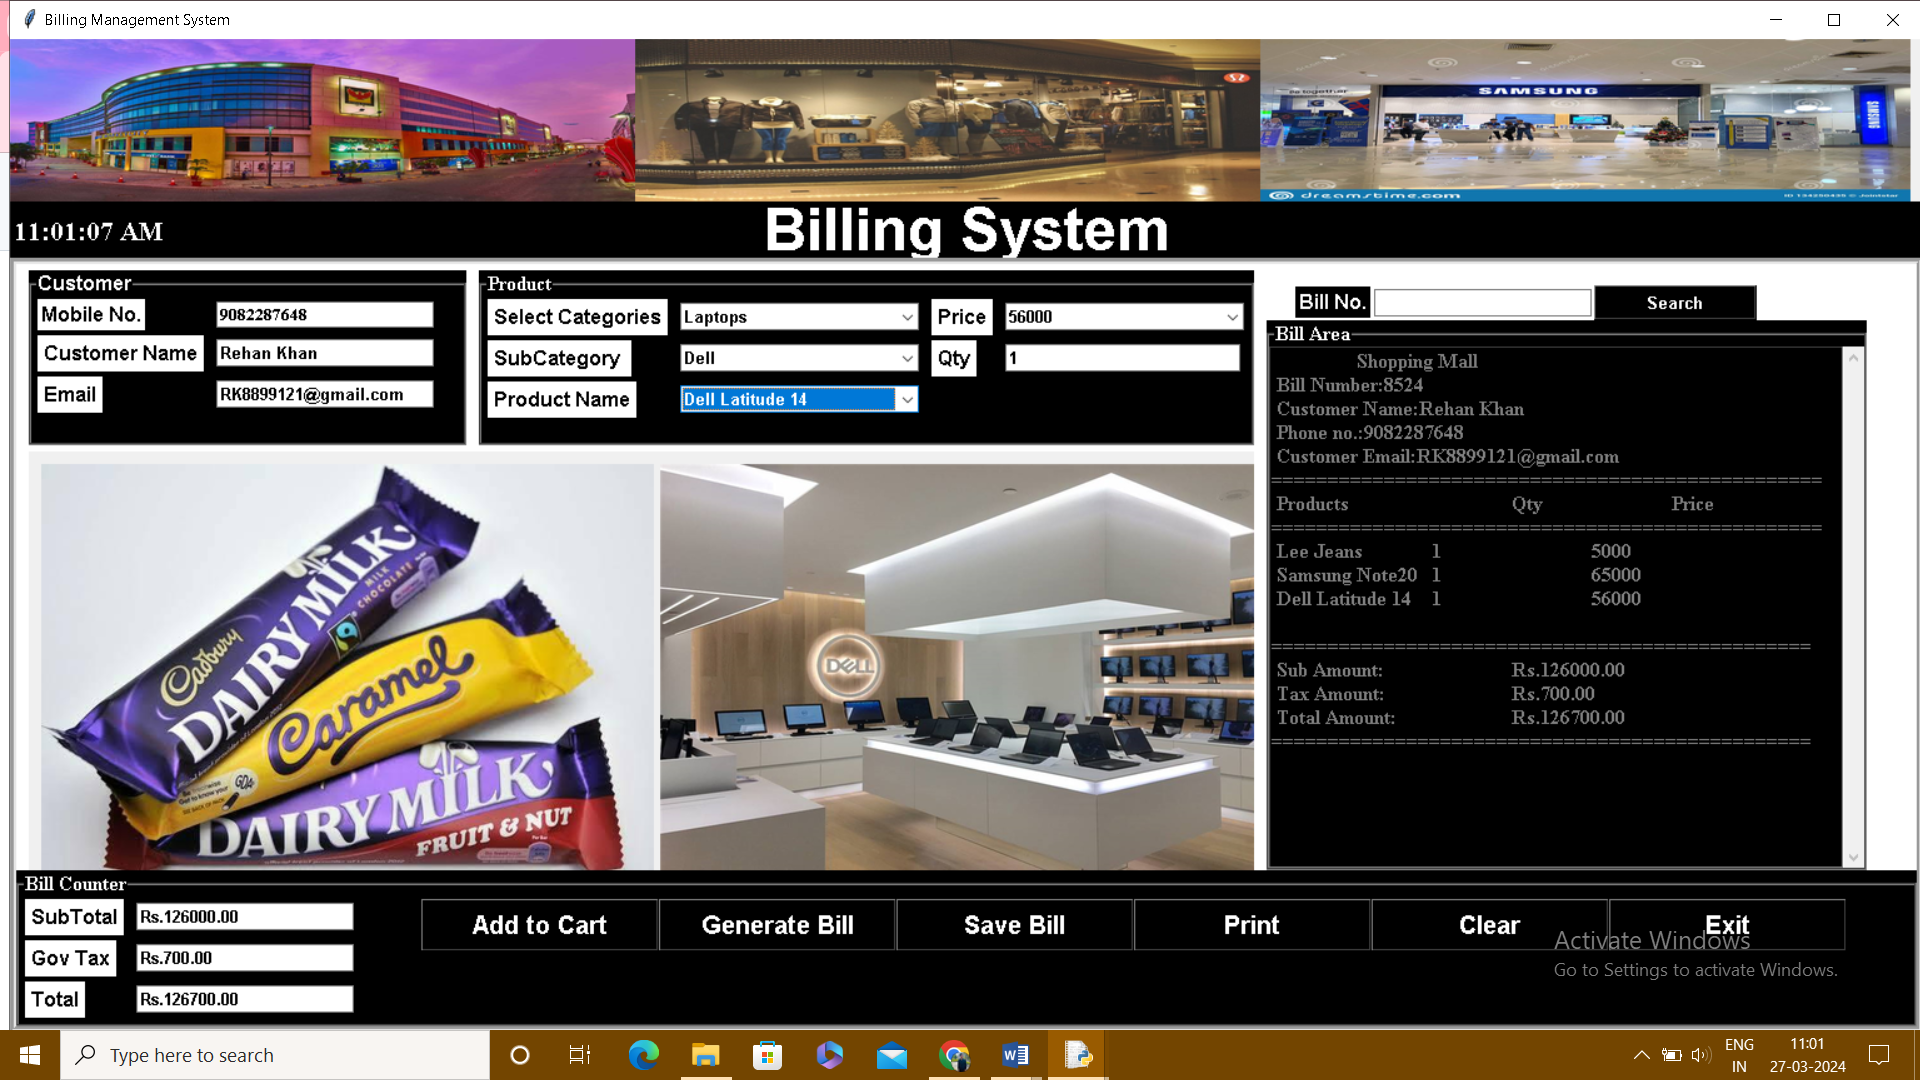 Billing Management System
SAMSUNG
SAMSUNG
dreamstime.com
11:01:07 AM
Billing System
Customer
Mobile No. 9082287648
Customer Name Rehan Khan
Email RK8899121@gmail.com
Product
Select Categories Laptops Price 56000
SubCategory Dell Qty 1
Product Name Dell Latitude 14
Bill No. Search
Bill Area
Shopping Mall
Bill Number:8524
Customer Name:Rehan Khan
Phone no.:9082287648
Customer Email:RK8899121@gmail.com
======================================================
Products Qty Price
======================================================
Lee Jeans 1 5000
Samsung Note20 1 65000
Dell Latitude 14 1 56000
=====================================================
Sub Amount: Rs.126000.00
Tax Amount: Rs.700.00
Total Amount: Rs.126700.00
=====================================================
Cadbury
DAIRY MILK
MILK CHOCOLATE
Caramel
DAIRY MILK
FRUIT & NUT
DELL
Bill Counter
SubTotal Rs.126000.00
Gov Tax Rs.700.00
Total Rs.126700.00
Add to Cart Generate Bill Save Bill Print Clear Exit
Activate Windows
Go to Settings to activate Windows.
Type here to search
ENG
IN
11:01
27-03-2024